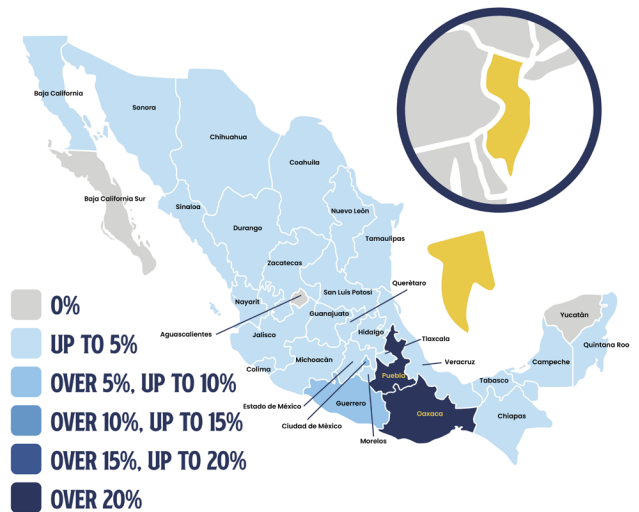 Baja California
Sonora
Chihuahua
Coahuila
Baja California Sur
Sinaloa
Durango
Nuevo León
Tamaulipas
Zacatecas
San Luis Potosí
Querétaro
Nayarit
Guanajuato
Aguascalientes
Jalisco
Hidalgo
Tlaxcala
Yucatàn
Quintana Roo
Michoacàn
Veracruz
Campeche
Colima
Puebla
Tabasco
Estado de México
Guerrero
Oaxaca
Chiapas
Ciudad de México
Morelos
0%
UP TO 5%
OVER 5%, UP TO 10%
OVER 10%, UP TO 15%
OVER 15%, UP TO 20%
OVER 20%